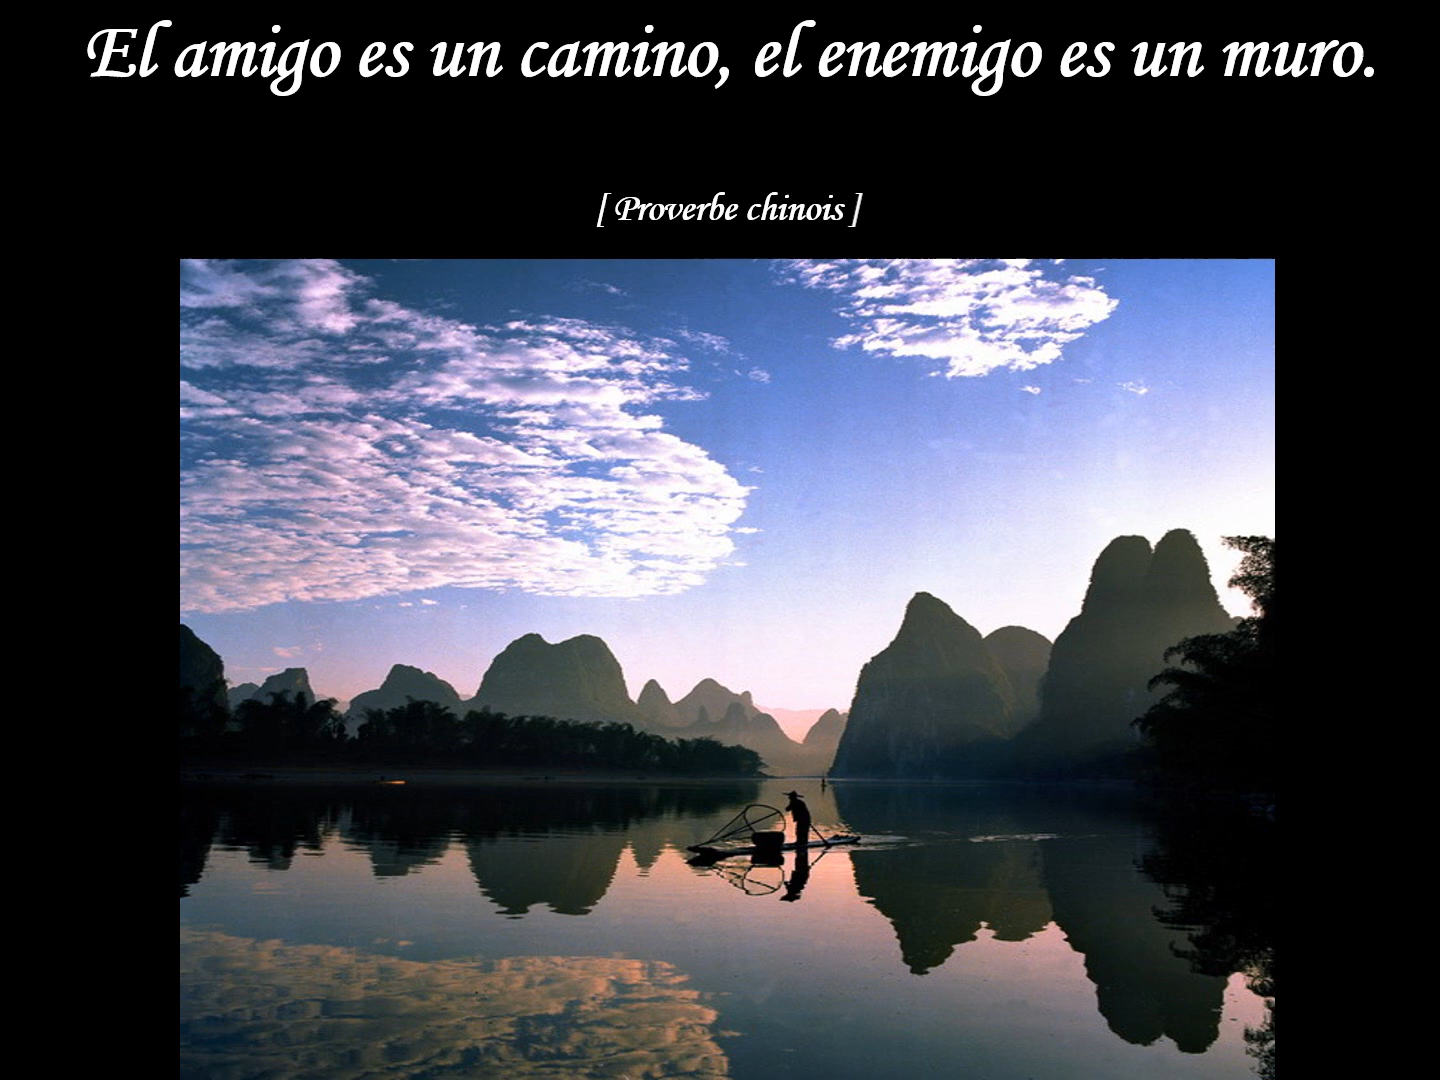 El amigo es un camino, el enemigo es un muro.
[ Proverbe chinois ]